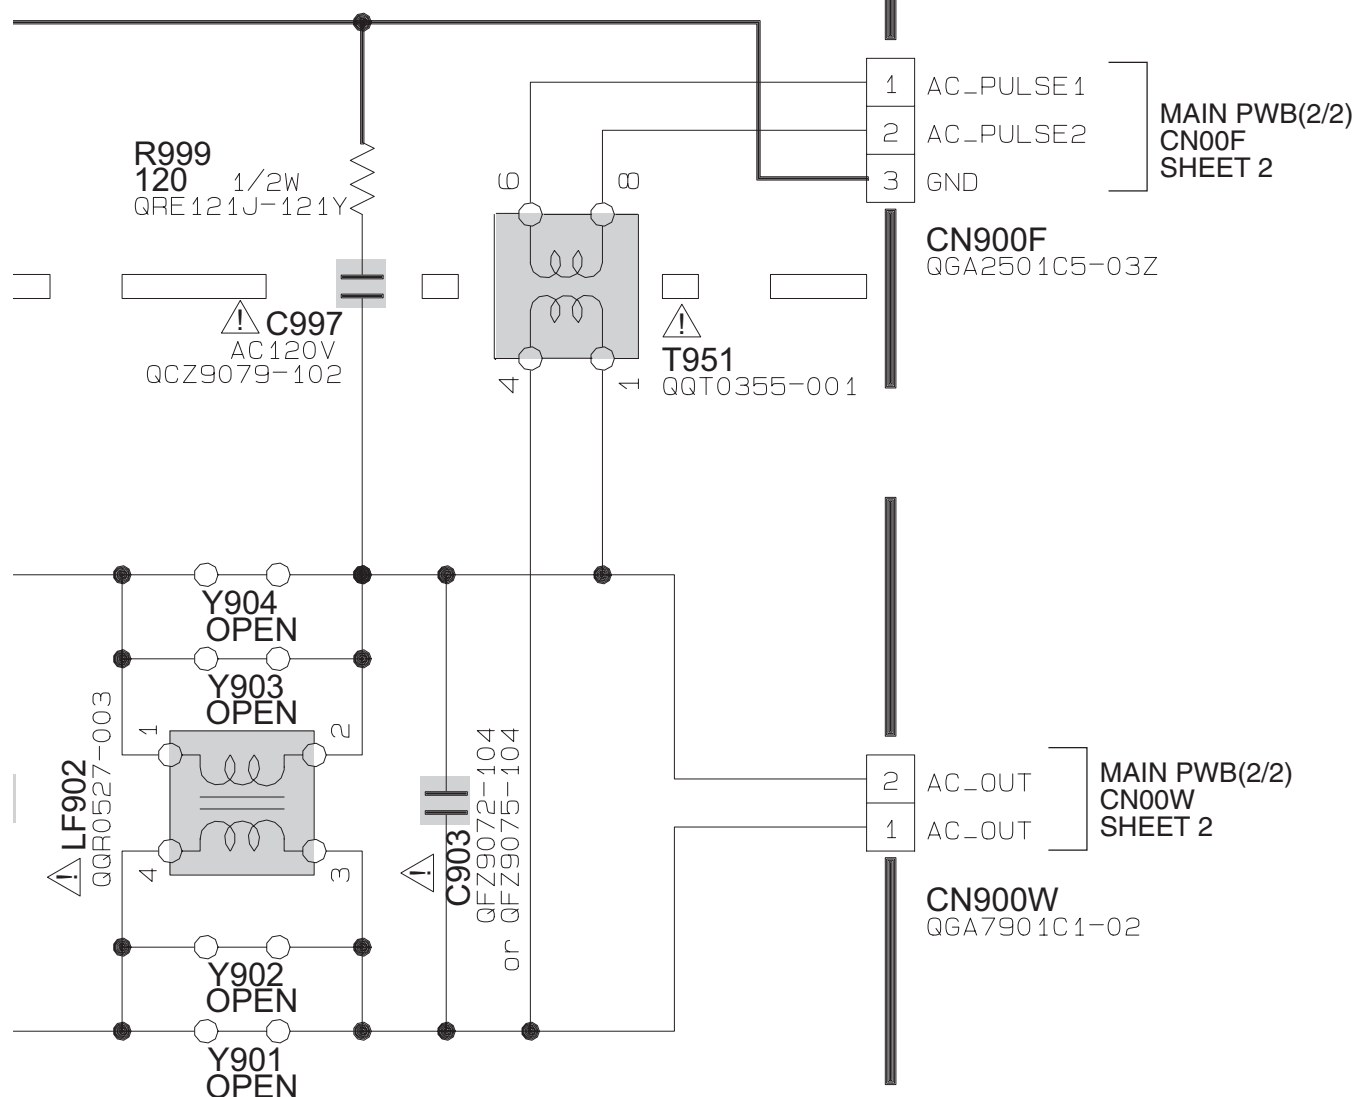 1 AC_PULSE1
2 AC_PULSE2
3 GND
MAIN PWB(2/2)
CN00F
SHEET 2
CN900F
QGA2501C5-03Z
R999
120 1/2W
QRE121J-121Y
6 8
! C997
AC120V
QCZ9079-102
4 1
! T951
QQT0355-001
Y904
OPEN
Y903
OPEN
1 2
4 3
! LF902
QQR0527-003
Y902
OPEN
Y901
OPEN
! C903
QFZ9072-104
or QFZ9075-104
2 AC_OUT
1 AC_OUT
MAIN PWB(2/2)
CN00W
SHEET 2
CN900W
QGA7901C1-02